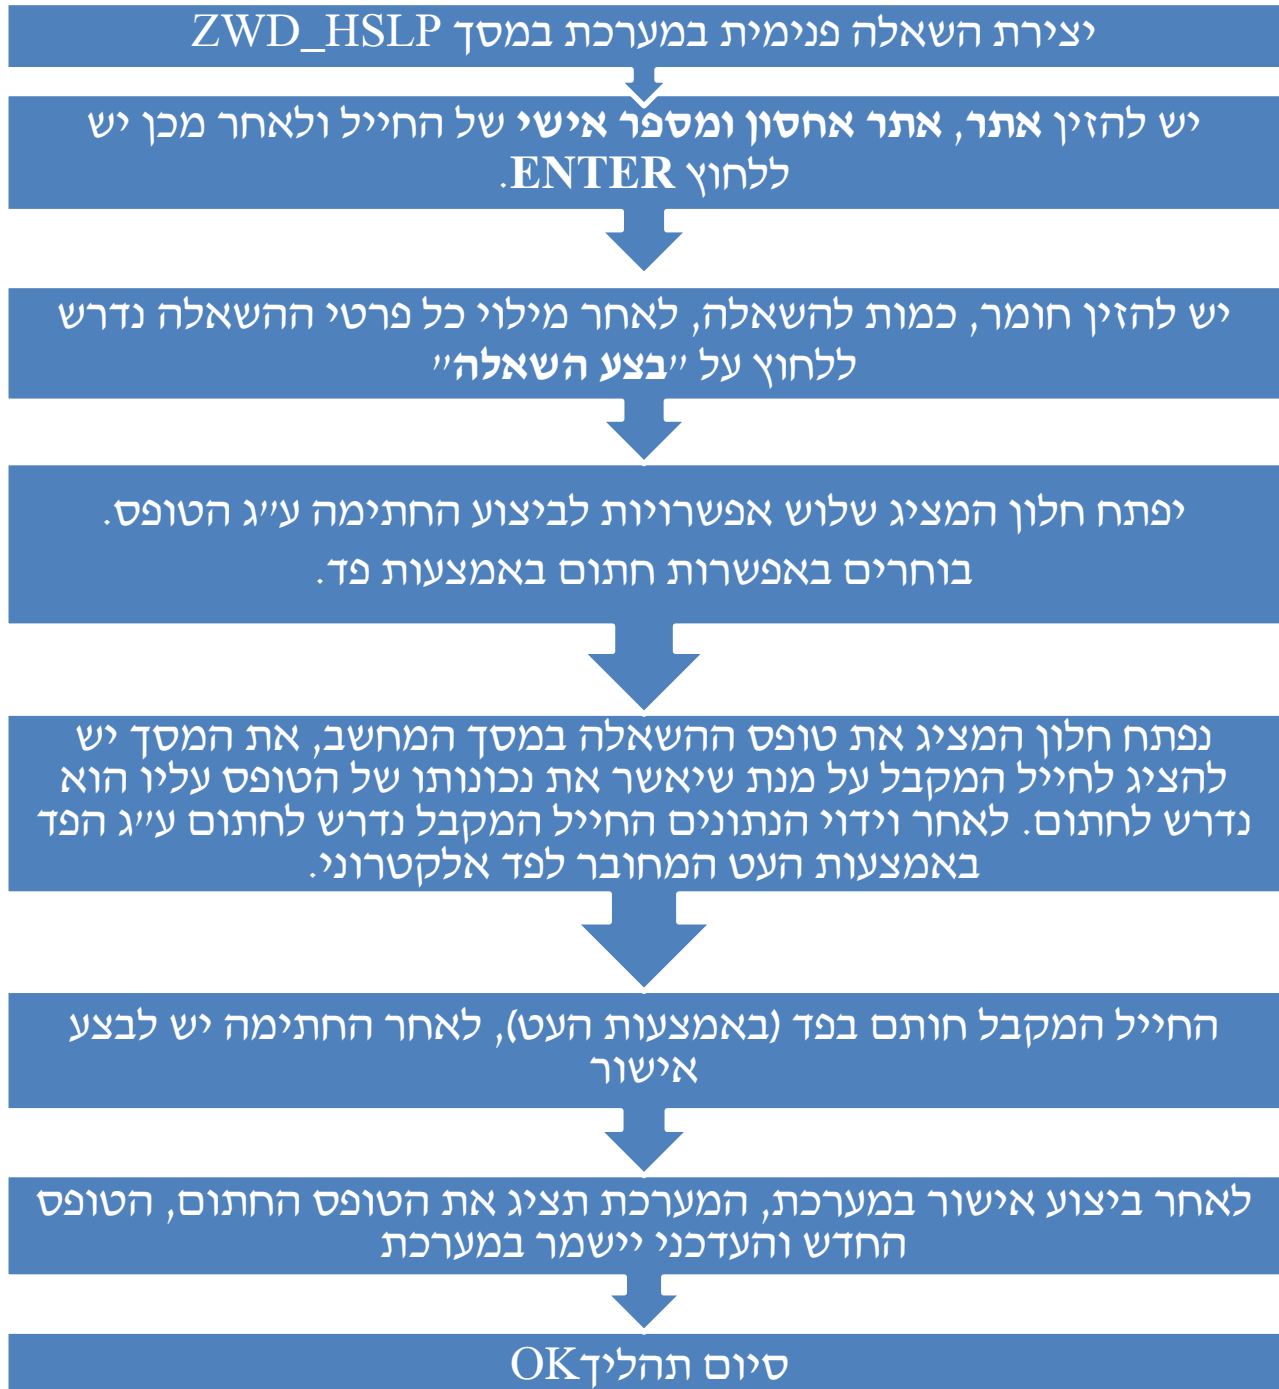 יצירת השאלה פנימית במערכת במסך ZWD_HSLP
יש להזין אתר, אתר אחסון ומספר אישי של החייל ולאחר מכן יש
ללחוץ ENTER.
יש להזין חומר, כמות להשאלה, לאחר מילוי כל פרטי ההשאלה נדרש
ללחוץ על "בצע השאלה"
יפתח חלון המציג שלוש אפשרויות לביצוע החתימה ע"ג הטופס.
בוחרים באפשרות חתום באמצעות פד.
נפתח חלון המציג את טופס ההשאלה במסך המחשב, את המסך יש
להציג לחייל המקבל על מנת שיאשר את נכונותו של הטופס עליו הוא
נדרש לחתום. לאחר וידוי הנתונים החייל המקבל נדרש לחתום ע"ג הפד
באמצעות העט המחובר לפד אלקטרוני.
החייל המקבל חותם בפד (באמצעות העט), לאחר החתימה יש לבצע
אישור
לאחר ביצוע אישור במערכת, המערכת תציג את הטופס החתום, הטופס
החדש והעדכני יישמר במערכת
סיום תהליךOK